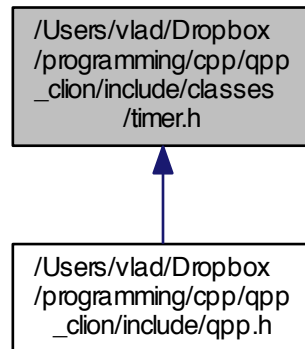 /Users/vlad/Dropbox
/programming/cpp/qpp
_clion/include/classes
/timer.h
/Users/vlad/Dropbox
/programming/cpp/qpp
_clion/include/qpp.h